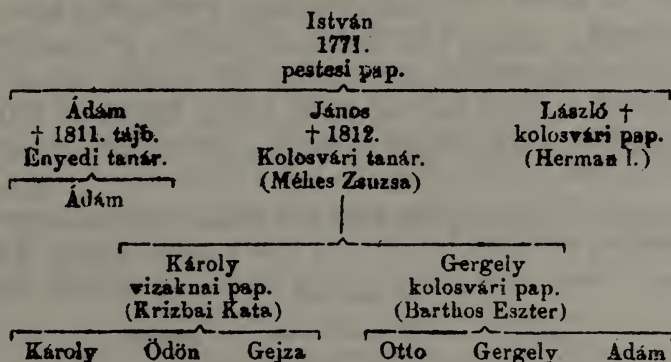 István
1771.
pestesi pap.
Ádám János László †
† 1811. tájb. † 1812. kolosvári pap.
Enyedi tanár. Kolosvári tanár. (Herman I.)
(Méhes Zsuzsa)
Ádám
Károly Gergely
vizaknai pap. kolosvári pap.
(Krizbai Kata) (Barthos Eszter)
Károly Ödön Gejza Otto Gergely Ádám